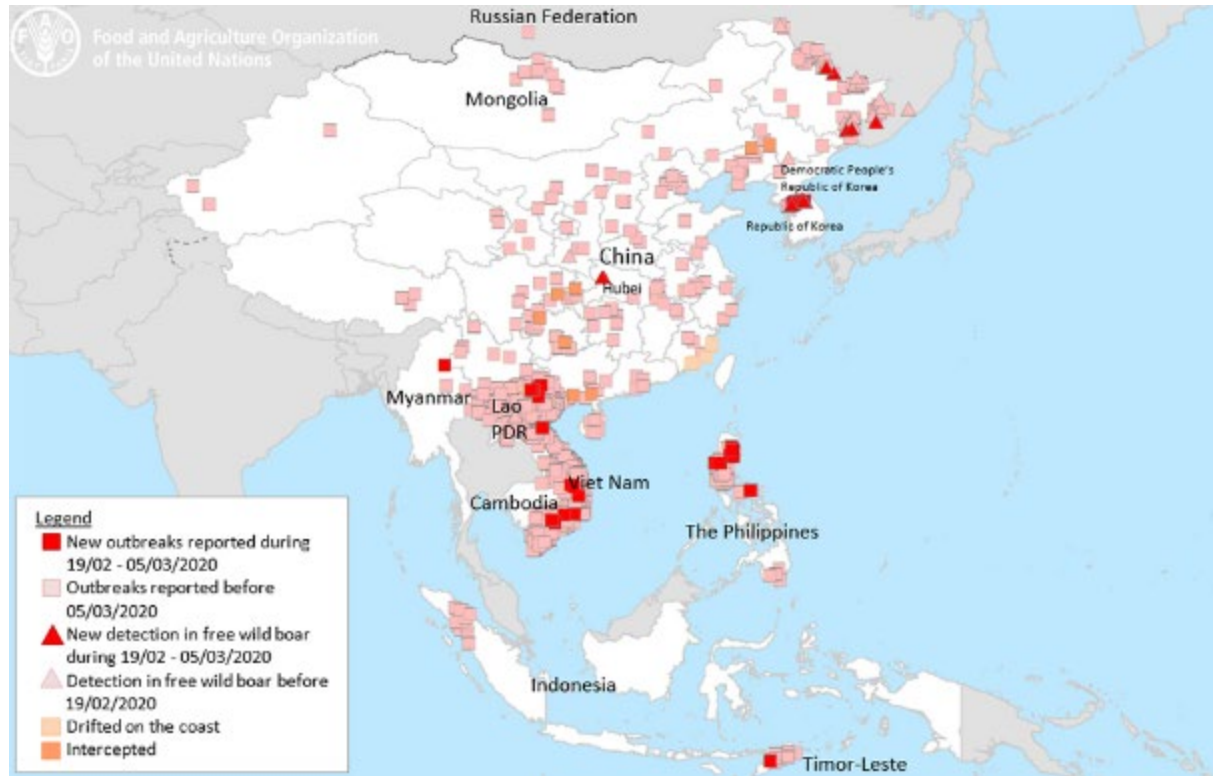 Russian Federation
FAO
Food and Agriculture Organization
of the United Nations
Mongolia
Democratic People's
Republic of Korea
Republic of Korea
China
Hubei
Myanmar
Lao
PDR
Viet Nam
Cambodia
The Philippines
Indonesia
Timor-Leste
Legend
New outbreaks reported during
19/02 - 05/03/2020
Outbreaks reported before
05/03/2020
New detection in free wild boar
during 19/02 - 05/03/2020
Detection in free wild boar before
19/02/2020
Drifted on the coast
Intercepted